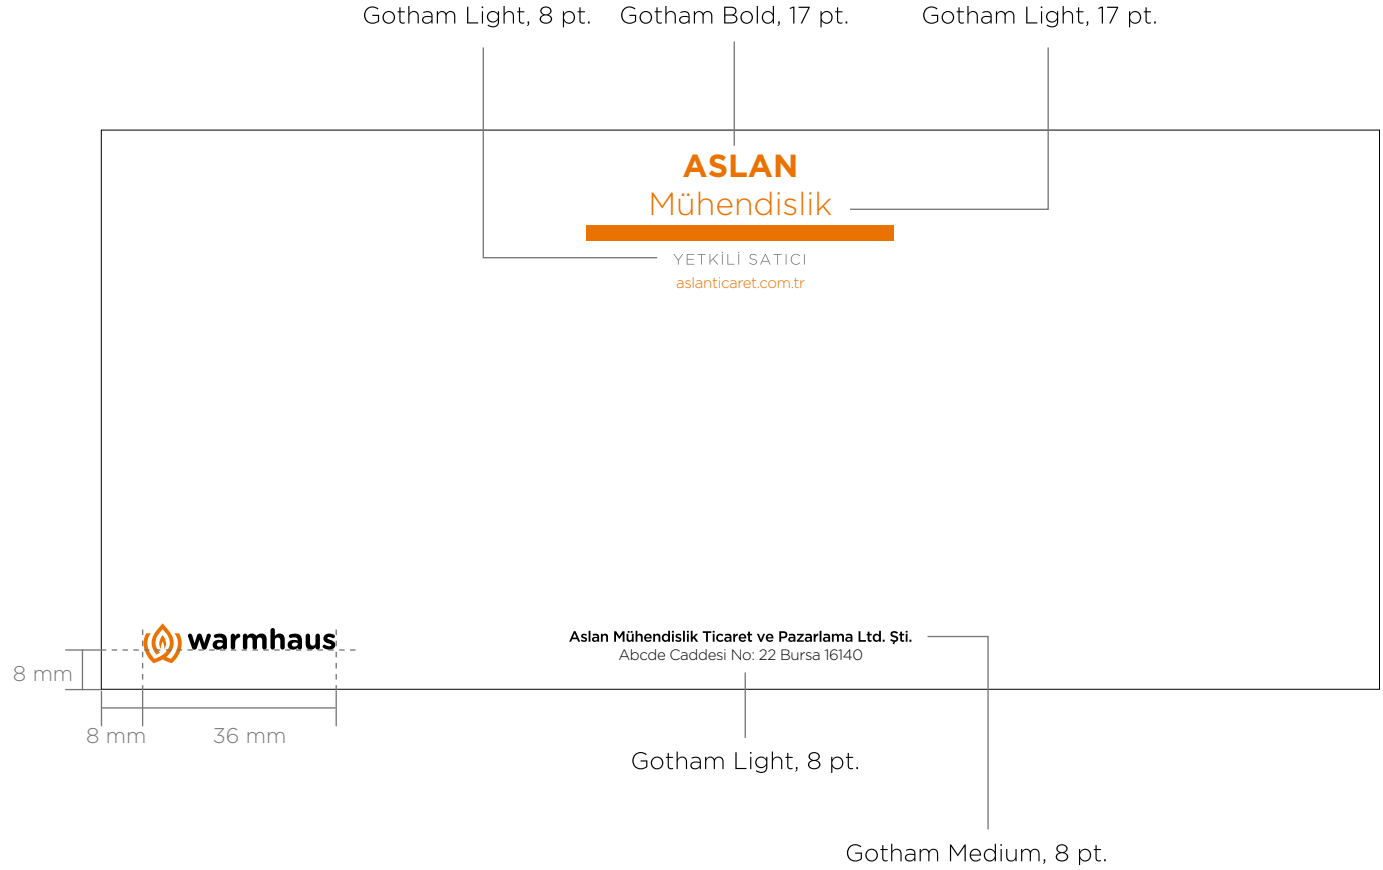 Gotham Light, 8 pt.
Gotham Bold, 17 pt.
Gotham Light, 17 pt.
ASLAN
Mühendislik
YETKİLİ SATICI
aslanticaret.com.tr
warmhaus
Aslan Mühendislik Ticaret ve Pazarlama Ltd. Şti.
Abcde Caddesi No: 22 Bursa 16140
8 mm
8 mm
36 mm
Gotham Light, 8 pt.
Gotham Medium, 8 pt.